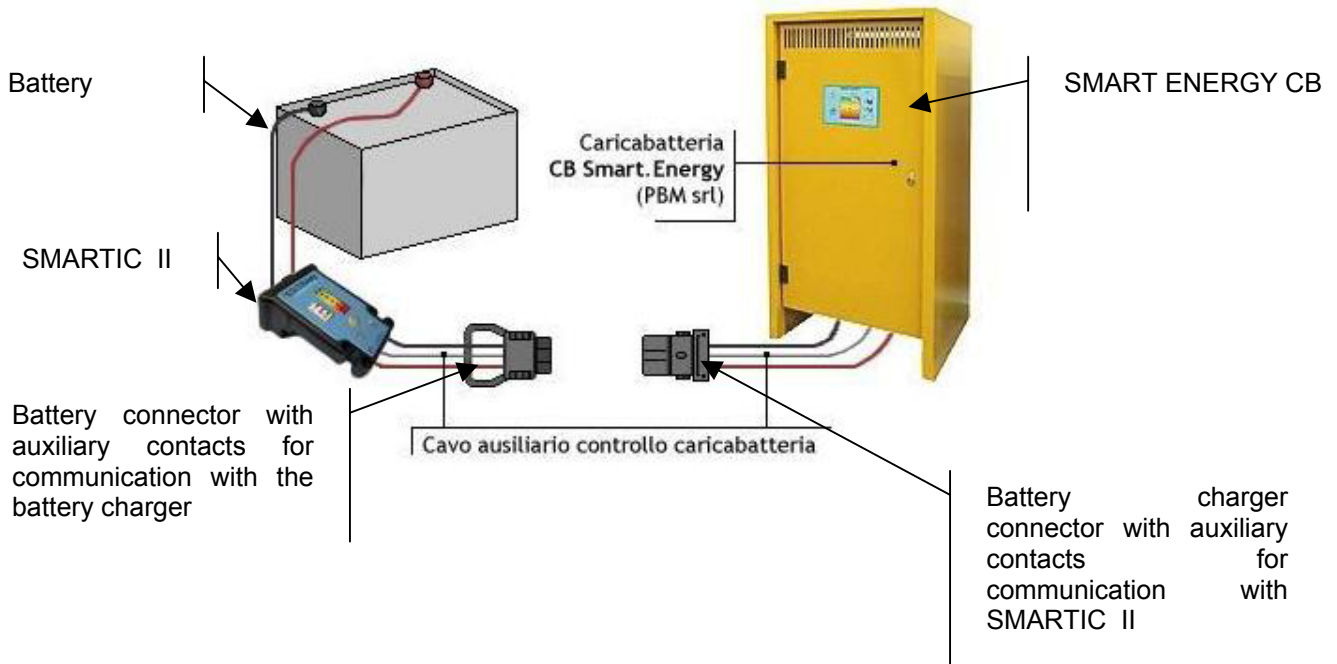 Battery
SMART ENERGY CB
Caricabatteria
CB Smart.Energy
(PBM srl)
SMARTIC II
Battery connector with
auxiliary contacts for
communication with the
battery charger
Cavo ausiliario controllo caricabatteria
Battery charger
connector with auxiliary
contacts for
communication with
SMARTIC II